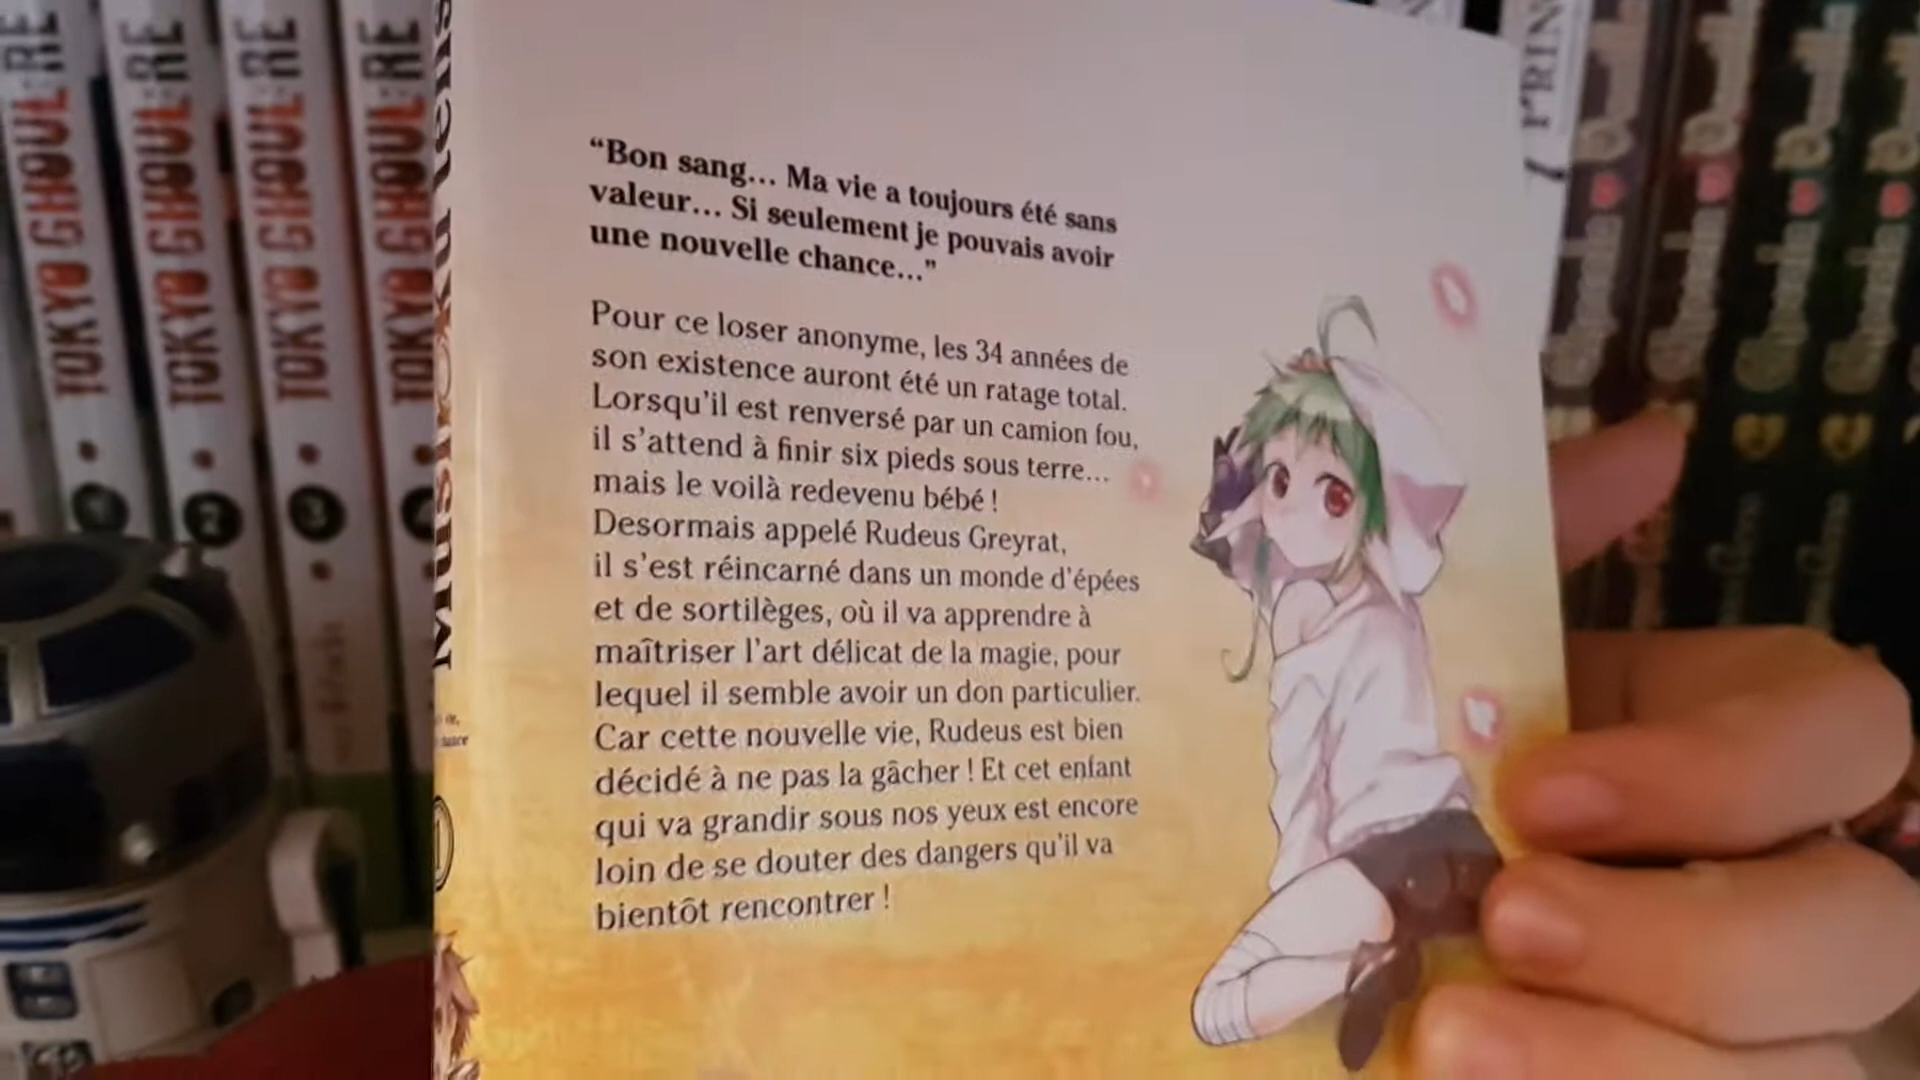 TOKYO GHOUL:RE
1
TOKYO GHOUL:RE
2
TOKYO GHOUL:RE
3
TOKYO GHOUL:RE
Mushoku Tensei
1
“Bon sang… Ma vie a toujours été sans
valeur… Si seulement je pouvais avoir
une nouvelle chance…”
Pour ce loser anonyme, les 34 années de
son existence auront été un ratage total.
Lorsqu’il est renversé par un camion fou,
il s’attend à finir six pieds sous terre…
mais le voilà redevenu bébé !
Desormais appelé Rudeus Greyrat,
il s’est réincarné dans un monde d’épées
et de sortilèges, où il va apprendre à
maîtriser l’art délicat de la magie, pour
lequel il semble avoir un don particulier.
Car cette nouvelle vie, Rudeus est bien
décidé à ne pas la gâcher ! Et cet enfant
qui va grandir sous nos yeux est encore
loin de se douter des dangers qu’il va
bientôt rencontrer !